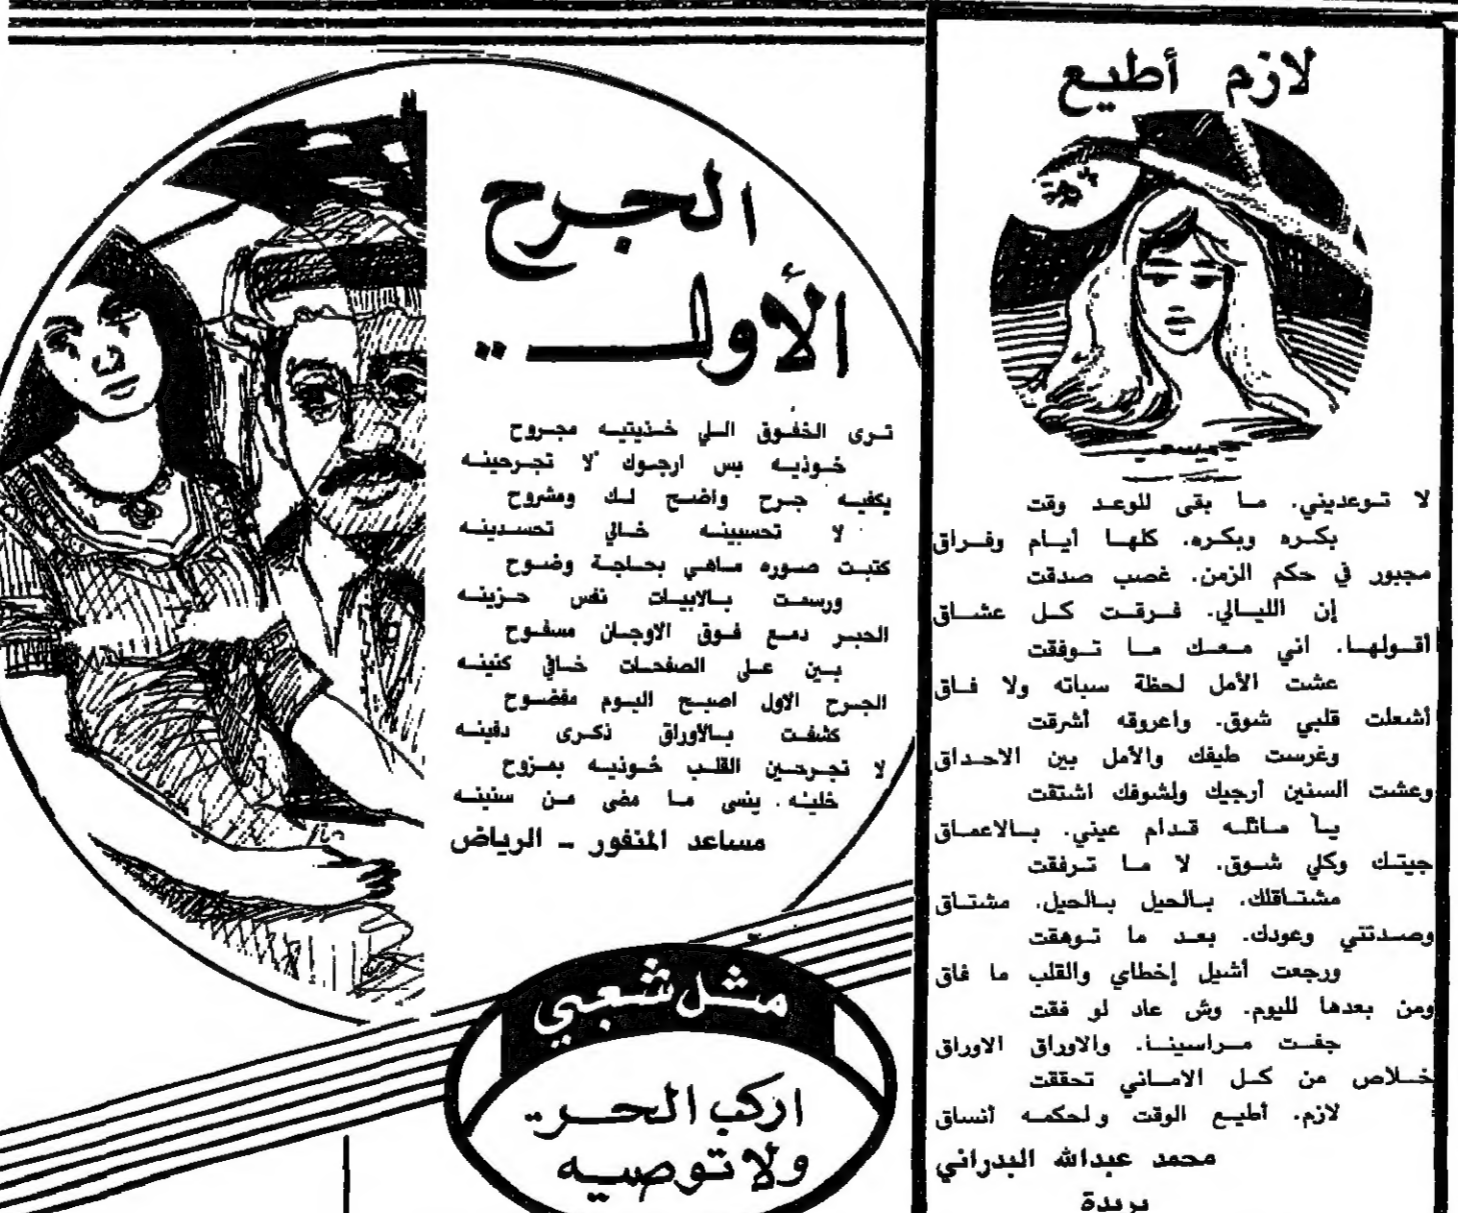 لازم أطيع
لا توعديني. ما بقى للوعد وقت
بكره وبكره. كلها أيام وفراق
مجبور في حكم الزمن. غصب صدقت
إن الليالي. فرقت كل عشاق
أقولها. اني معك ما توفقت
عشت الأمل لحظة سباته ولا فاق
أشعلت قلبي شوق. واعروقه أشرقت
وغرست طيفك والأمل بين الاحداق
وعشت السنين أرجيك ولشوفك اشتقت
يا ماثله قدام عيني. بالاعماق
جيتك وكلي شوق. لا ما ترفقت
مشتاقلك. بالحيل بالحيل. مشتاق
وصدتني وعودك. بعد ما توهقت
ورجعت أشيل إخطاي والقلب ما فاق
ومن بعدها لليوم. وش عاد لو فقت
جفت مراسينا. والاوراق الاوراق
خلاص من كل الاماني تحققت
لازم. أطيع الوقت ولحكمه أنساق
محمد عبدالله البدراني
بريدة
الجرح
الأول ..
ترى الخفوق اللي خذيتيه مجروح
خوذيه بس ارجوك لا تجرحينه
يكفيه جرح واضح لك ومشروح
لا تحسبينه خالي تحسدينه
كتبت صوره ماهي بحاجة وضوح
ورسمت بالابيات نفس حزينه
الحبر دمع فوق الاوجان مسفوح
يبن على الصفحات خافي كنينه
الجرح الاول اصبح اليوم مفضوح
كشفت بالأوراق ذكرى دفينه
لا تجرحين القلب خوذيه بمزوح
خلينه. ينسى ما مضى من سنينه
مساعد المنفور - الرياض
مثل شعبي
اركب الحر ..
ولا توصيه